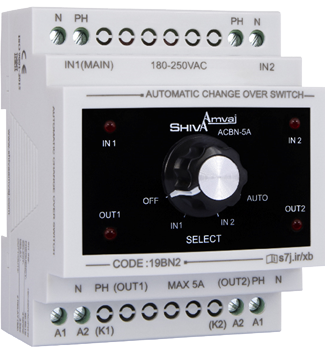 N PH PH N
IN1(MAIN) 180-250VAC IN2
AUTOMATIC CHANGE OVER SWITCH
SHIVA Amvaj
ACBN-5A
IN 1 IN 2
OFF AUTO
OUT1 IN1 IN 2 OUT2
SELECT
CODE :19BN2 s7j.ir/xb
N PH (OUT1) MAX 5A (OUT2) PH N
A1 A2 (K1) (K2) A2 A1